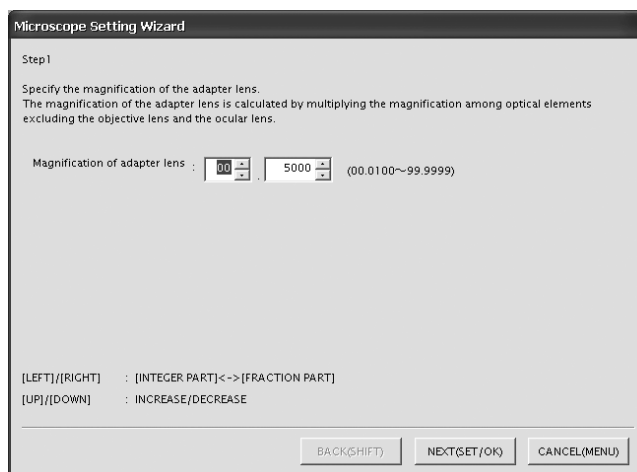 Microscope Setting Wizard
Step1
Specify the magnification of the adapter lens.
The magnification of the adapter lens is calculated by multiplying the magnification among optical elements
excluding the objective lens and the ocular lens.
Magnification of adapter lens : 00 . 5000 (00.0100~99.9999)
[LEFT]/[RIGHT] : [INTEGER PART]<->[FRACTION PART]
[UP]/[DOWN] : INCREASE/DECREASE
BACK(SHIFT) NEXT(SET/OK) CANCEL(MENU)